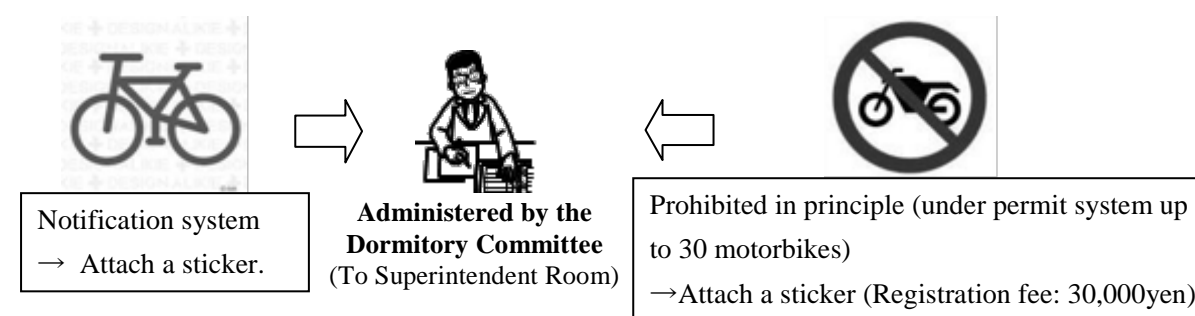 Notification system
→ Attach a sticker.
Administered by the
Dormitory Committee
(To Superintendent Room)
Prohibited in principle (under permit system up
to 30 motorbikes)
→Attach a sticker (Registration fee: 30,000yen)